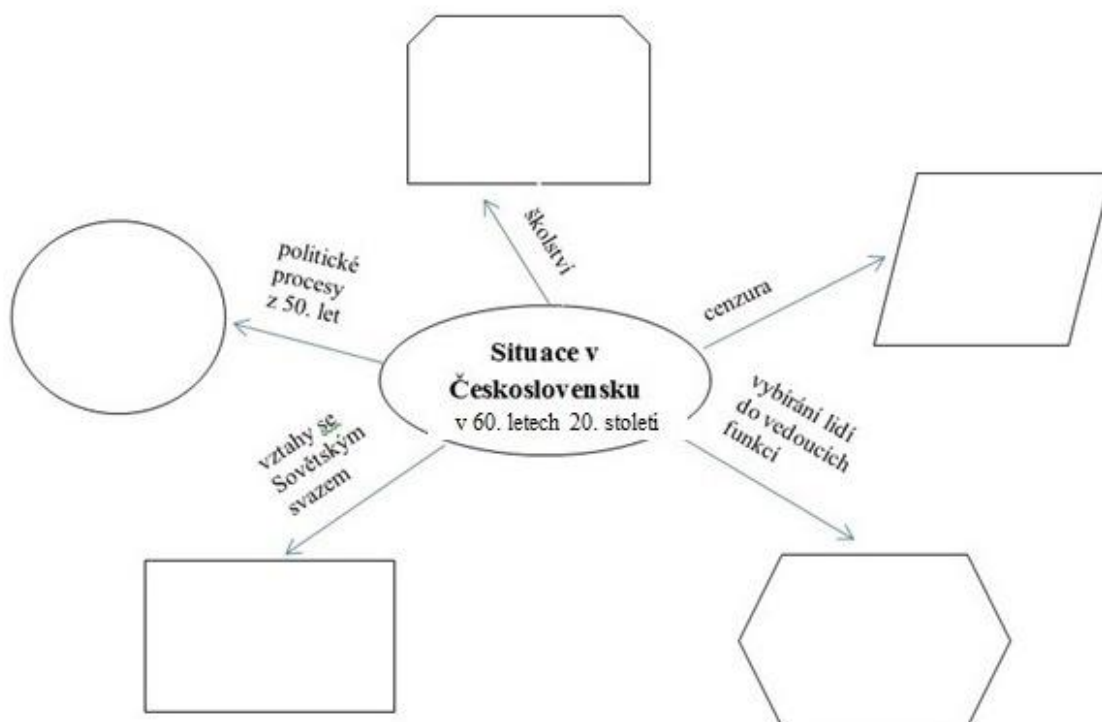 školství
politické
procesy
z 50. let
cenzura
Situace v
Československu
v 60. letech 20. století
vztahy se
Sovětským
svazem
vybírání lidí
do vedoucích
funkcí